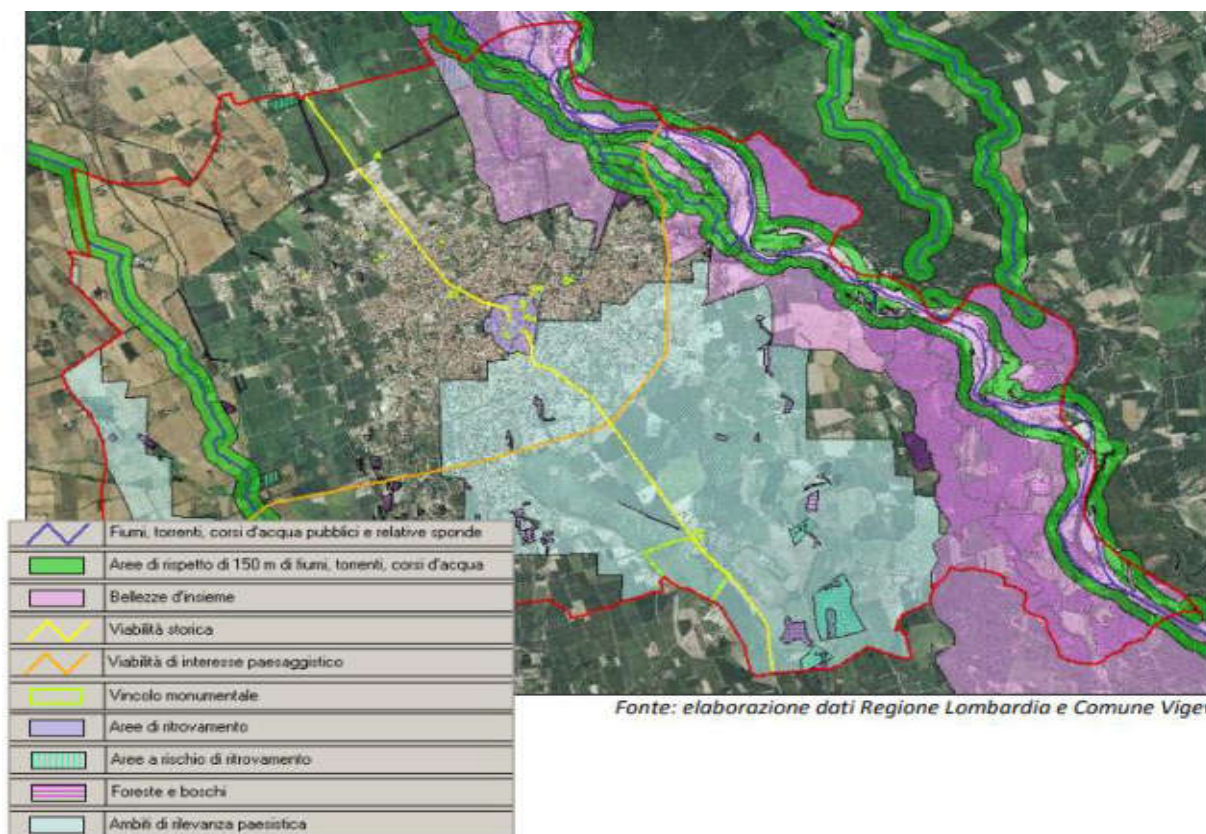 Fiumi, torrenti, corsi d'acqua pubblici e relative sponde
Aree di rispetto di 150 m di fiumi, torrenti, corsi d'acqua
Bellezze d'insieme
Viabilità storica
Viabilità di interesse paesaggistico
Vincolo monumentale
Aree di ritrovamento
Aree a rischio di ritrovamento
Foreste e boschi
Ambiti di rilevanza paesistica
Fonte: elaborazione dati Regione Lombardia e Comune Vigev